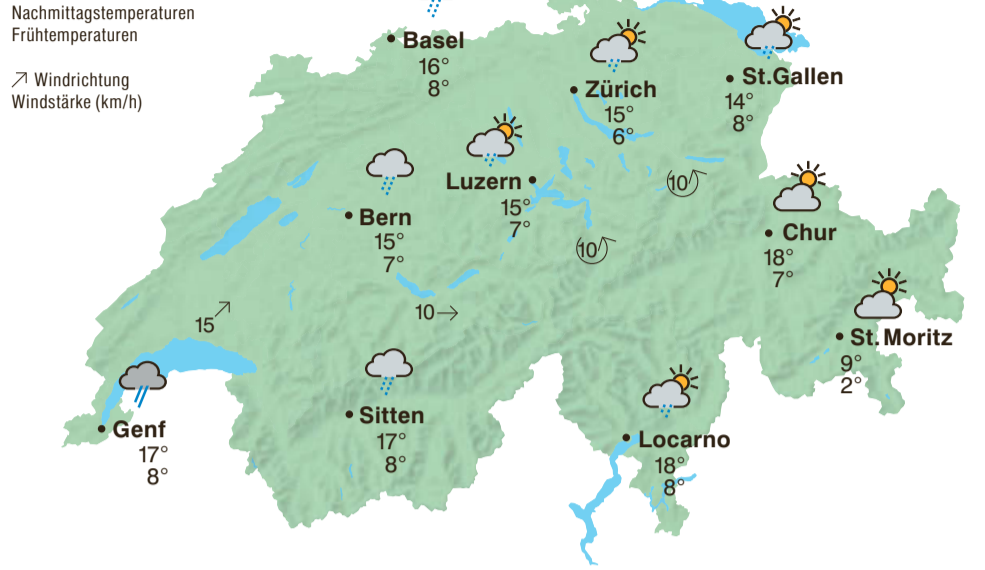 Nachmittagstemperaturen
Frühtemperaturen
Windrichtung
Windstärke (km/h)
Basel
16°
8°
Zürich
15°
6°
St.Gallen
14°
8°
Luzern
15°
7°
10
Bern
15°
7°
10
Chur
18°
7°
15
10
St.Moritz
9°
2°
Genf
17°
8°
Sitten
17°
8°
Locarno
18°
8°